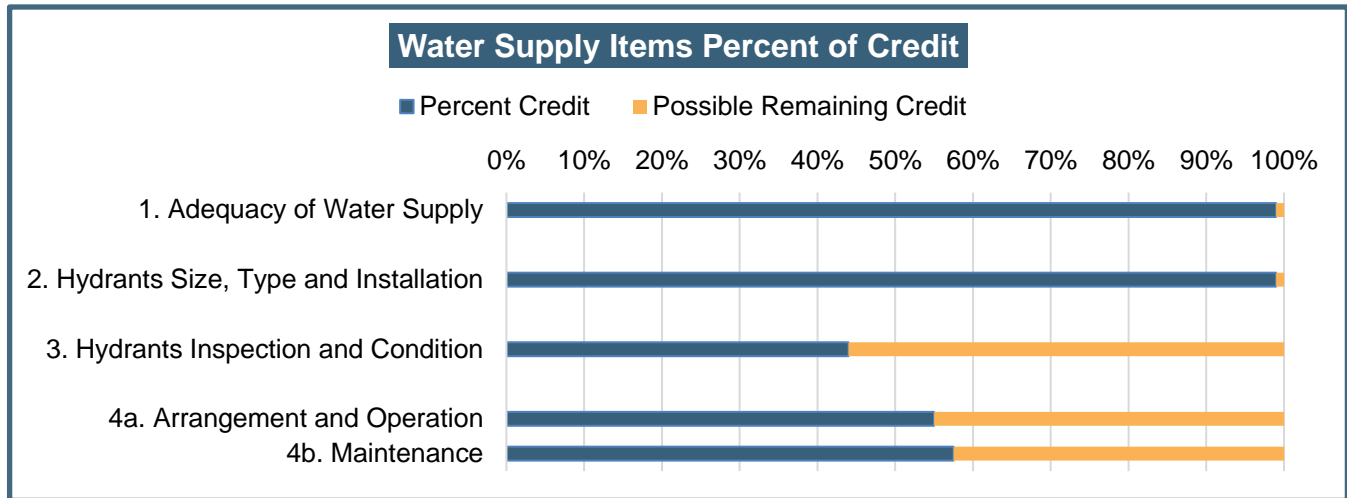 Water Supply Items Percent of Credit
Percent Credit Possible Remaining Credit
0% 10% 20% 30% 40% 50% 60% 70% 80% 90% 100%
1. Adequacy of Water Supply
2. Hydrants Size, Type and Installation
3. Hydrants Inspection and Condition
4a. Arrangement and Operation
4b. Maintenance